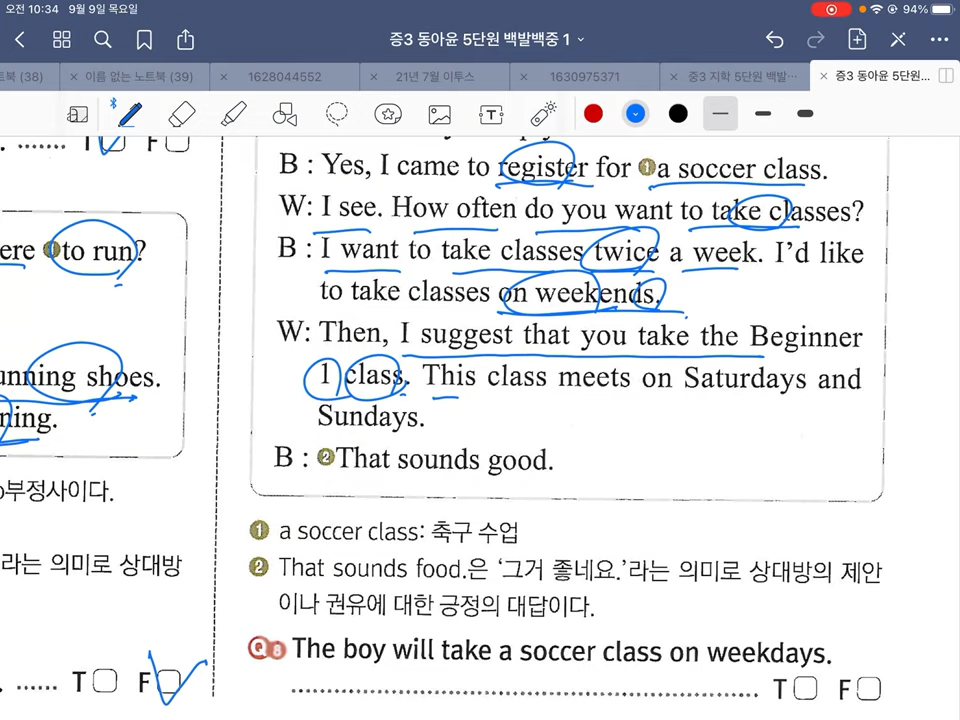 오전 10:34 9월 9일 목요일
94%
증3 동아윤 5단원 백발백중 1
트북 (38)
이름 없는 노트북 (39)
1628044552
21년 7월 이투스
1630975371
중3 지학 5단원 백발···
증3 동아윤 5단원...
. ....... T F
B : Yes, I came to register for ①a soccer class.
W: I see. How often do you want to take classes?
B : I want to take classes twice a week. I'd like
to take classes on weekends.
W: Then, I suggest that you take the Beginner
1 class. This class meets on Saturdays and
Sundays.
B : ②That sounds good.
① a soccer class: 축구 수업
② That sounds food.은 '그거 좋네요.'라는 의미로 상대방의 제안
이나 권유에 대한 긍정의 대답이다.
Q8 The boy will take a soccer class on weekdays.
T F
ere ①to run?
unning shoes.
ning.
부정사이다.
라는 의미로 상대방
. ...... T F